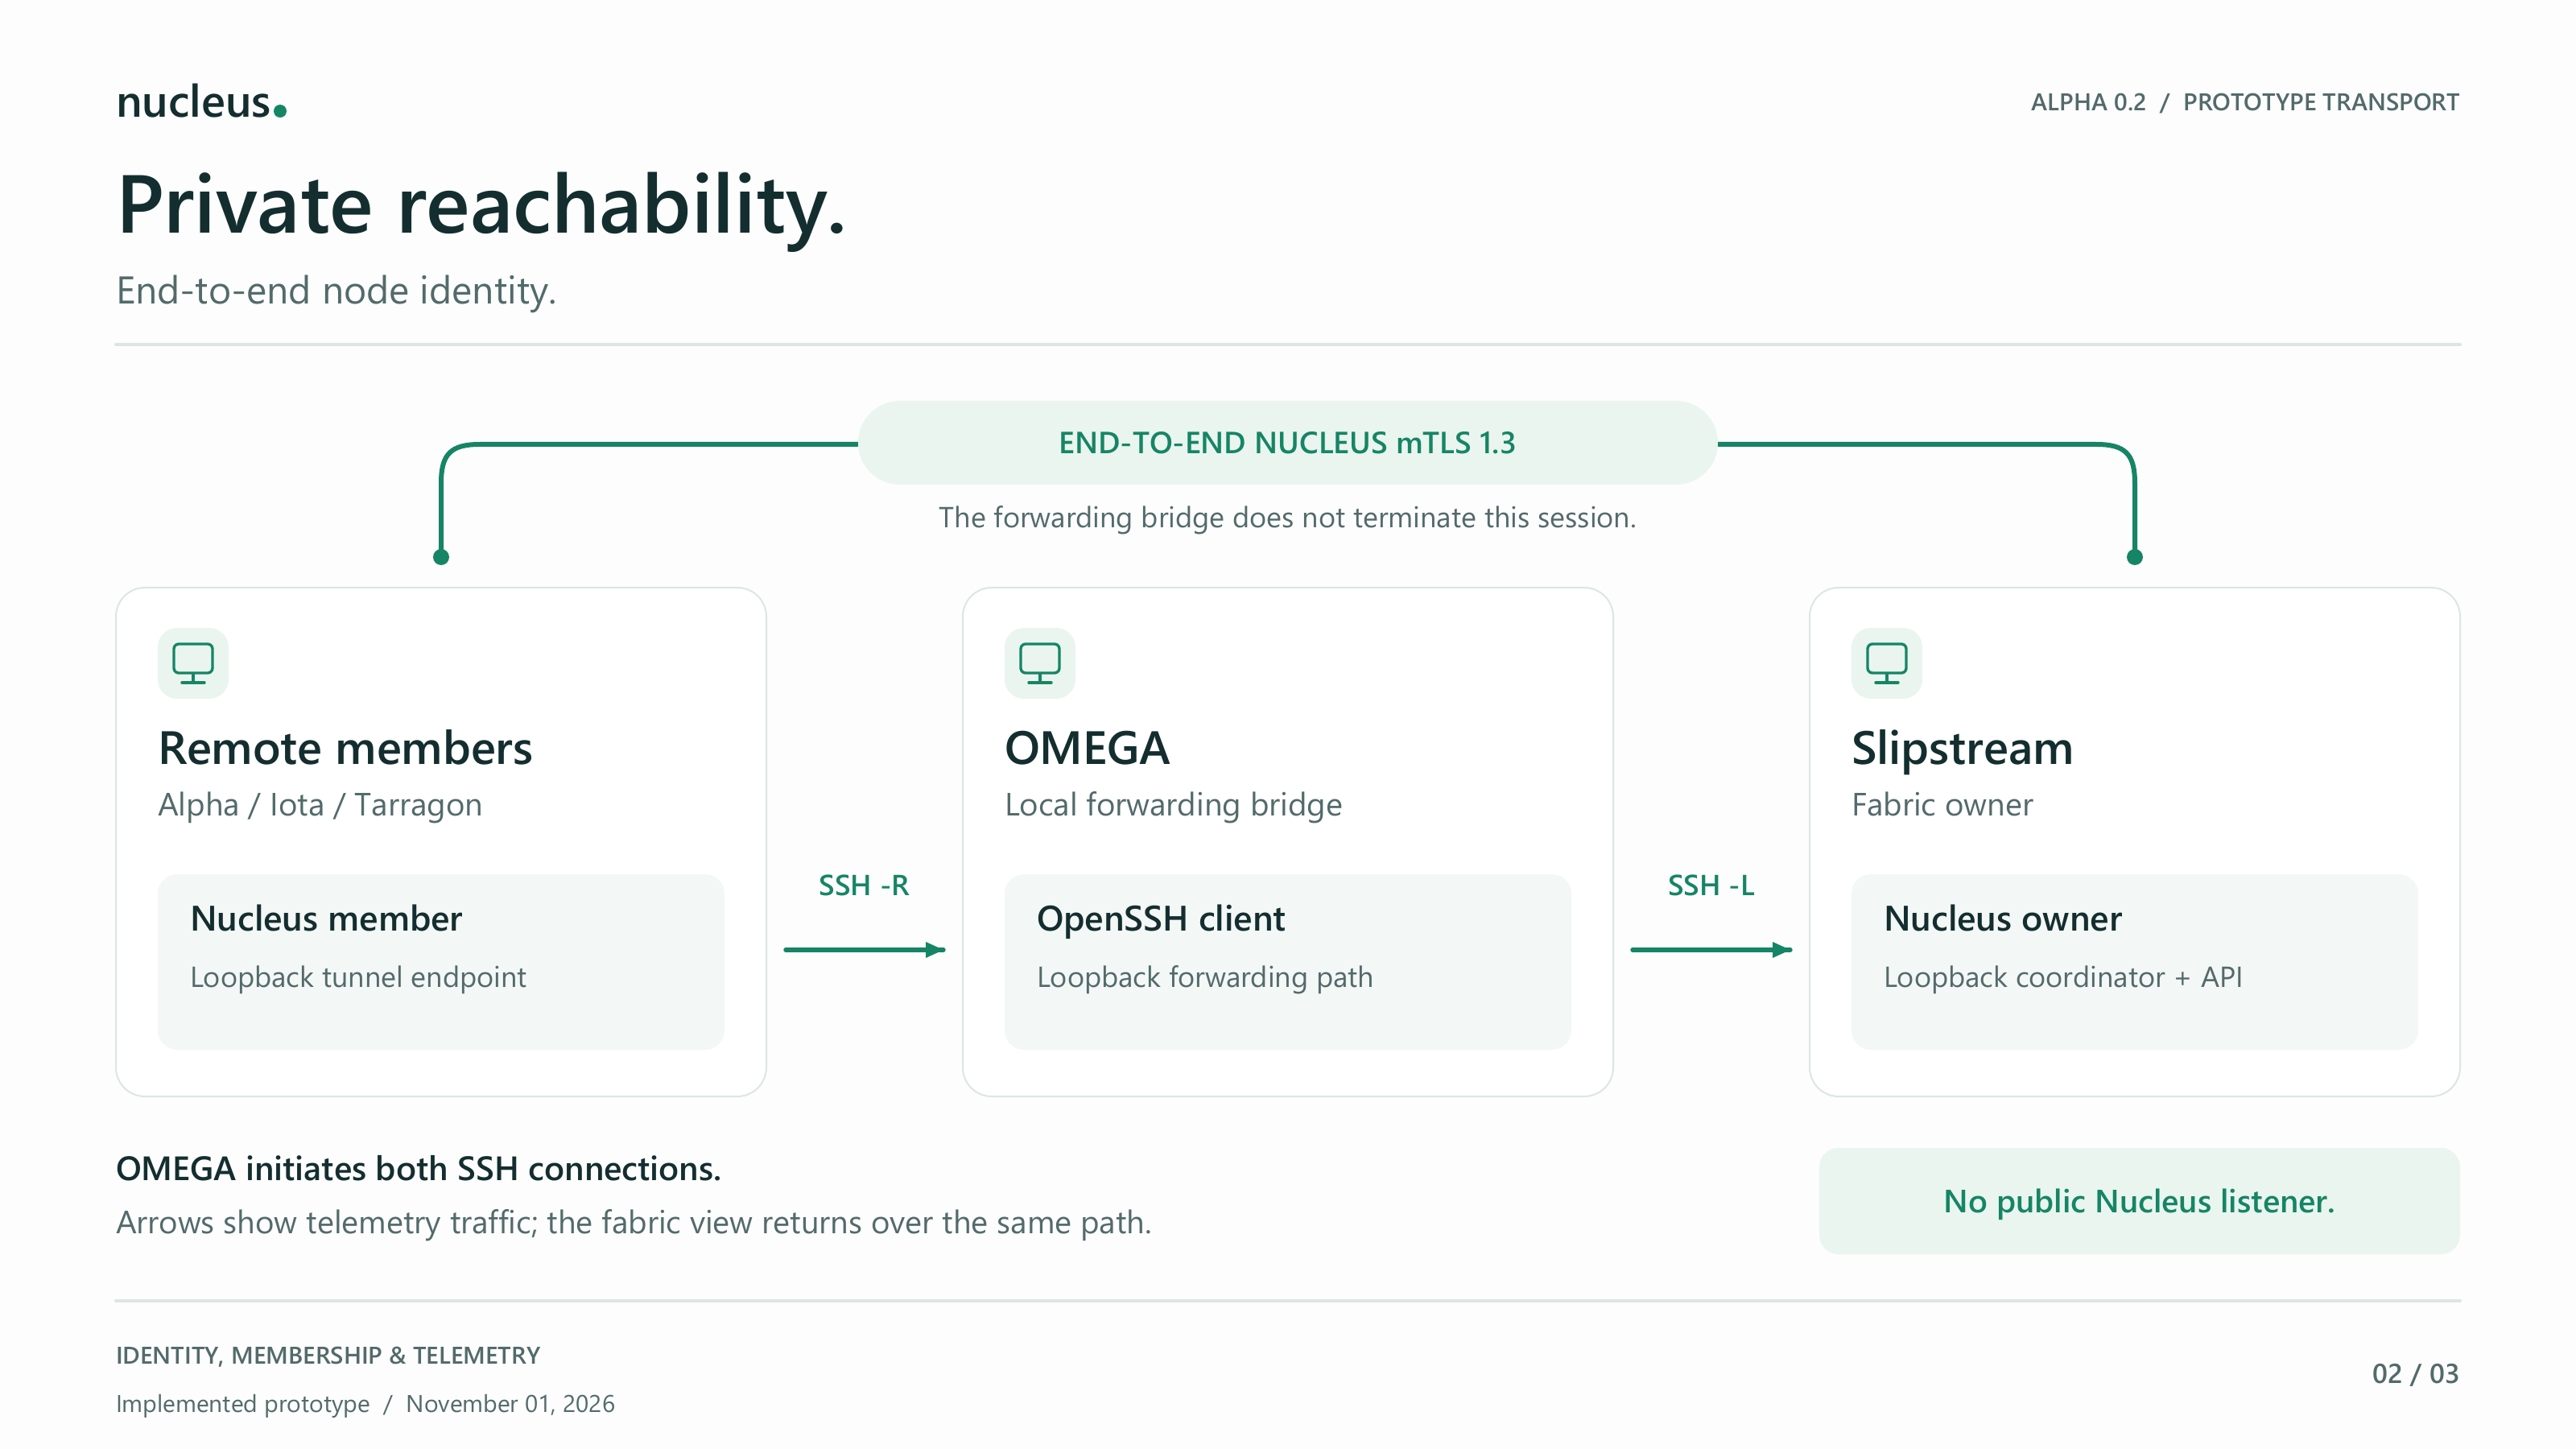 nucleus.
ALPHA 0.2 / PROTOTYPE TRANSPORT
Private reachability.
End-to-end node identity.
END-TO-END NUCLEUS mTLS 1.3
The forwarding bridge does not terminate this session.
Remote members
Alpha / Iota / Tarragon
Nucleus member
Loopback tunnel endpoint
SSH -R
OMEGA
Local forwarding bridge
OpenSSH client
Loopback forwarding path
SSH -L
Slipstream
Fabric owner
Nucleus owner
Loopback coordinator + API
OMEGA initiates both SSH connections.
Arrows show telemetry traffic; the fabric view returns over the same path.
No public Nucleus listener.
IDENTITY, MEMBERSHIP & TELEMETRY
Implemented prototype / November 01, 2026
02 / 03